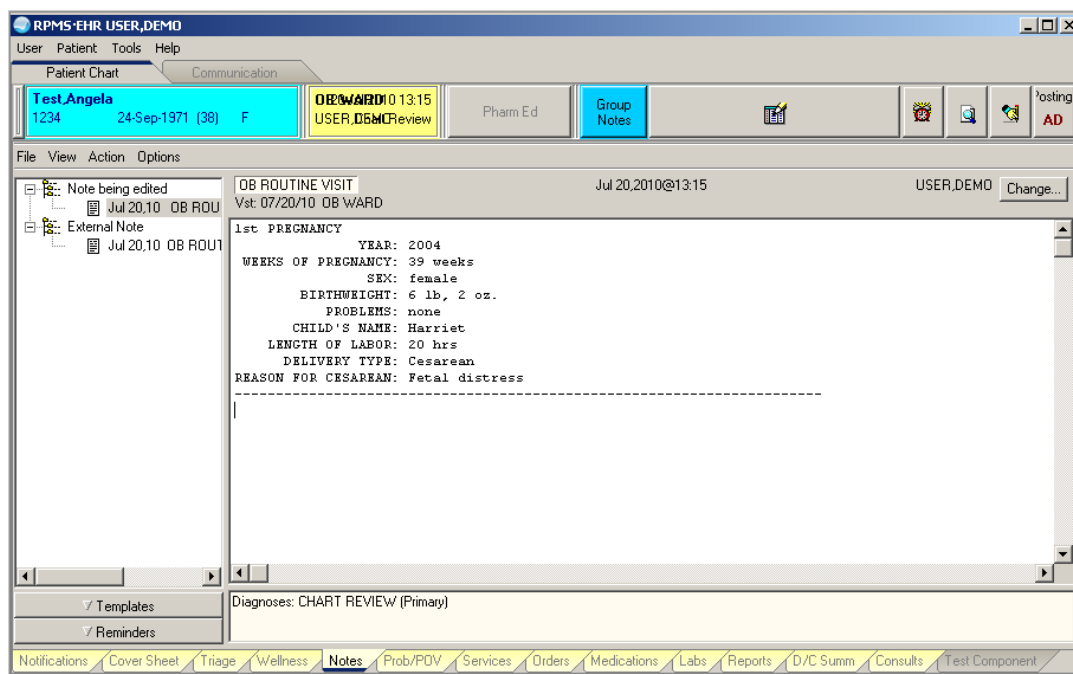 RPMS-EHR USER,DEMO
User Patient Tools Help
Patient Chart Communication
Test,Angela
1234 24-Sep-1971 (38) F
OB WARD 13:15
USER,DEMO Review
Pharm Ed
Group
Notes
Posting
AD
File View Action Options
Note being edited
Jul 20,10 OB ROU
External Note
Jul 20,10 OB ROUT
OB ROUTINE VISIT Jul 20,2010@13:15 USER,DEMO Change...
Vst: 07/20/10 OB WARD
1st PREGNANCY
YEAR: 2004
WEEKS OF PREGNANCY: 39 weeks
SEX: female
BIRTHWEIGHT: 6 lb, 2 oz.
PROBLEMS: none
CHILD'S NAME: Harriet
LENGTH OF LABOR: 20 hrs
DELIVERY TYPE: Cesarean
REASON FOR CESAREAN: Fetal distress
------------------------------------------------------------------------
Templates
Reminders
Diagnoses: CHART REVIEW (Primary)
Notifications Cover Sheet Triage Wellness Notes Prob/POV Services Orders Medications Labs Reports D/C Summ Consults Test Component